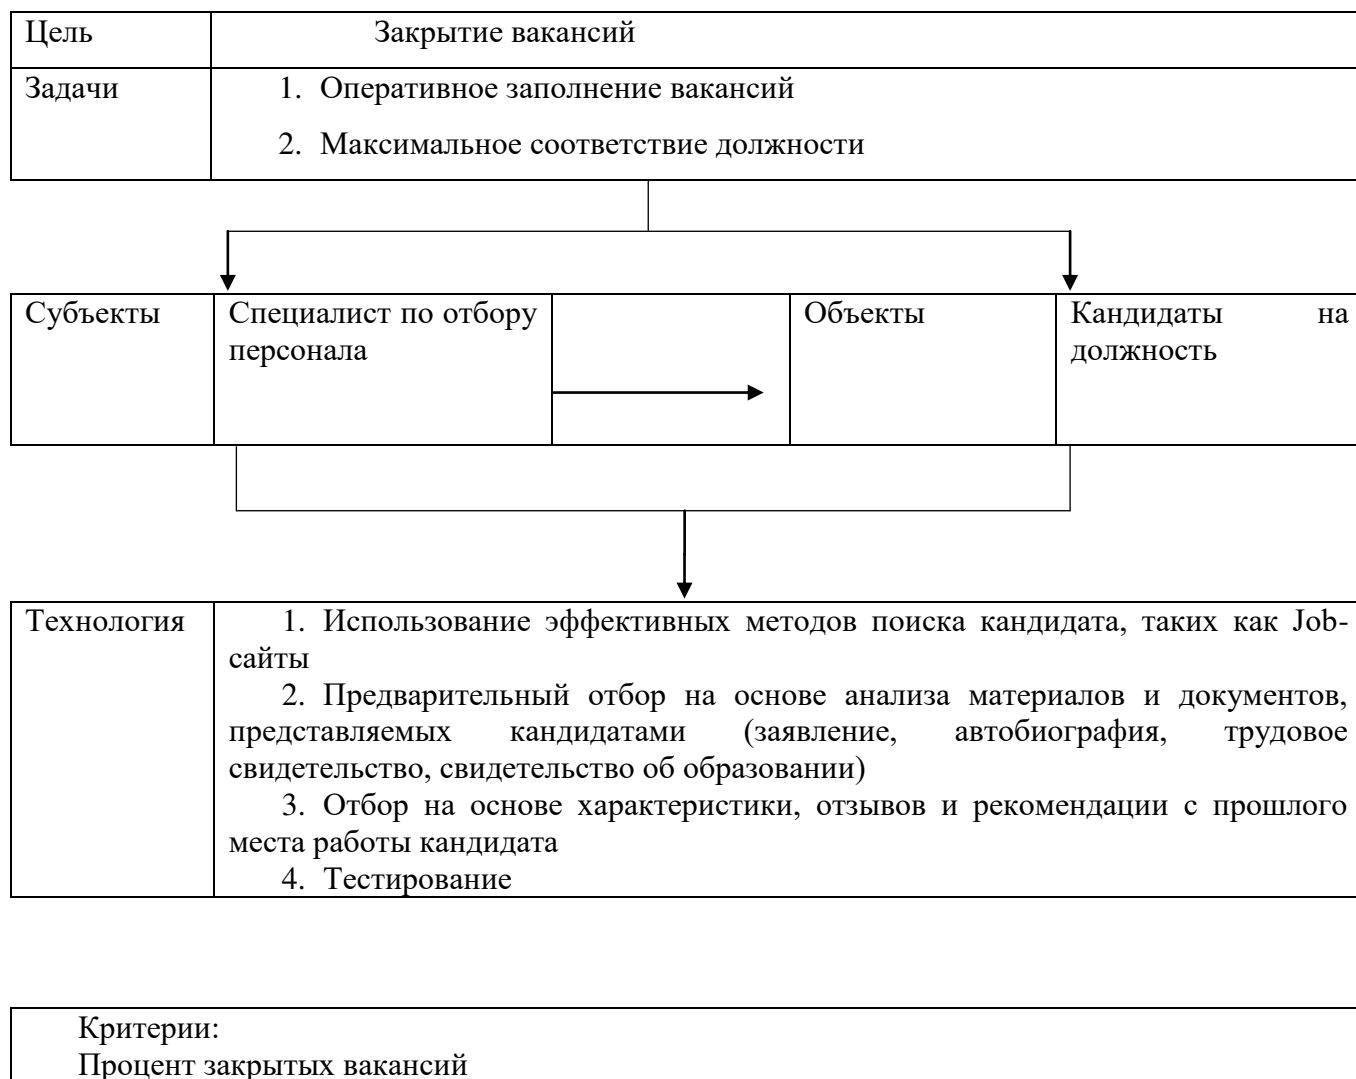 Цель
Закрытие вакансий
Задачи
1. Оперативное заполнение вакансий
2. Максимальное соответствие должности
Субъекты
Специалист по отбору
персонала
Объекты
Кандидаты на
должность
Технология
1. Использование эффективных методов поиска кандидата, таких как Job-
сайты
2. Предварительный отбор на основе анализа материалов и документов,
представляемых кандидатами (заявление, автобиография, трудовое
свидетельство, свидетельство об образовании)
3. Отбор на основе характеристики, отзывов и рекомендации с прошлого
места работы кандидата
4. Тестирование
Критерии:
Процент закрытых вакансий